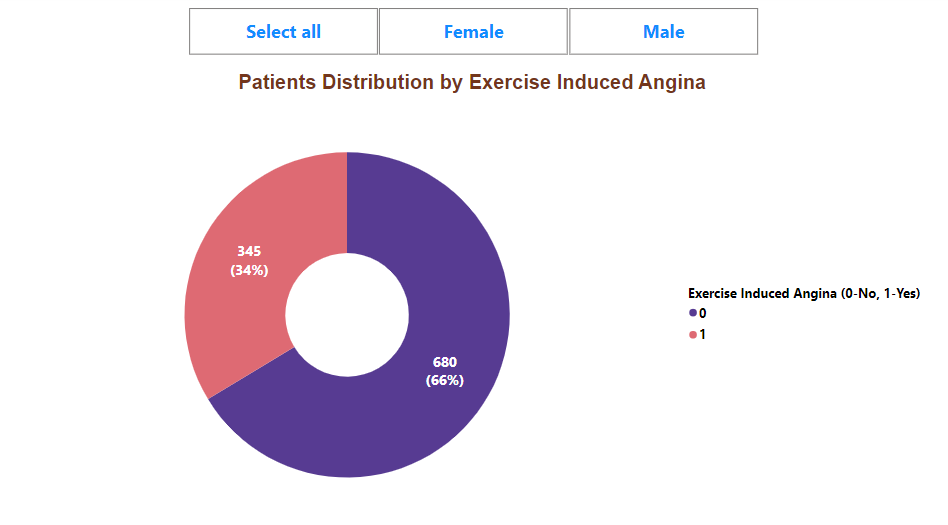 Select all
Female
Male
Patients Distribution by Exercise Induced Angina
345
(34%)
680
(66%)
Exercise Induced Angina (0-No, 1-Yes)
0
1